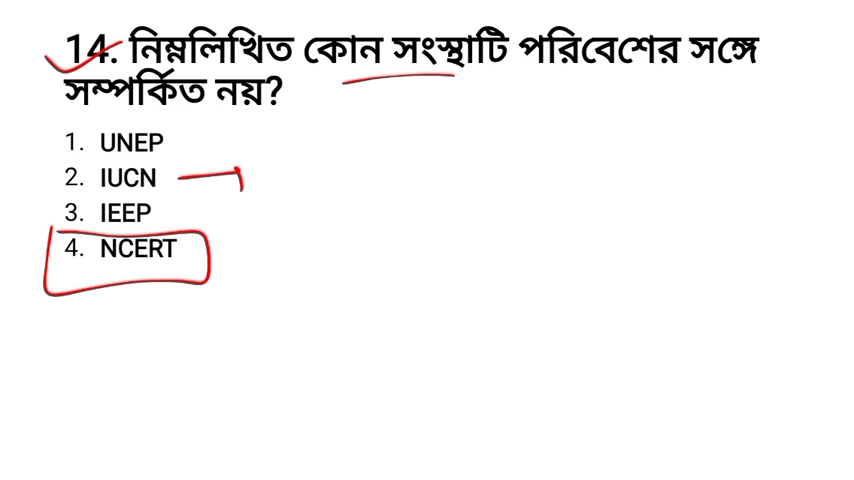 14. নিম্নলিখিত কোন সংস্থাটি পরিবেশের সঙ্গে
সম্পর্কিত নয়?
1. UNEP
2. IUCN
3. IEEP
4. NCERT